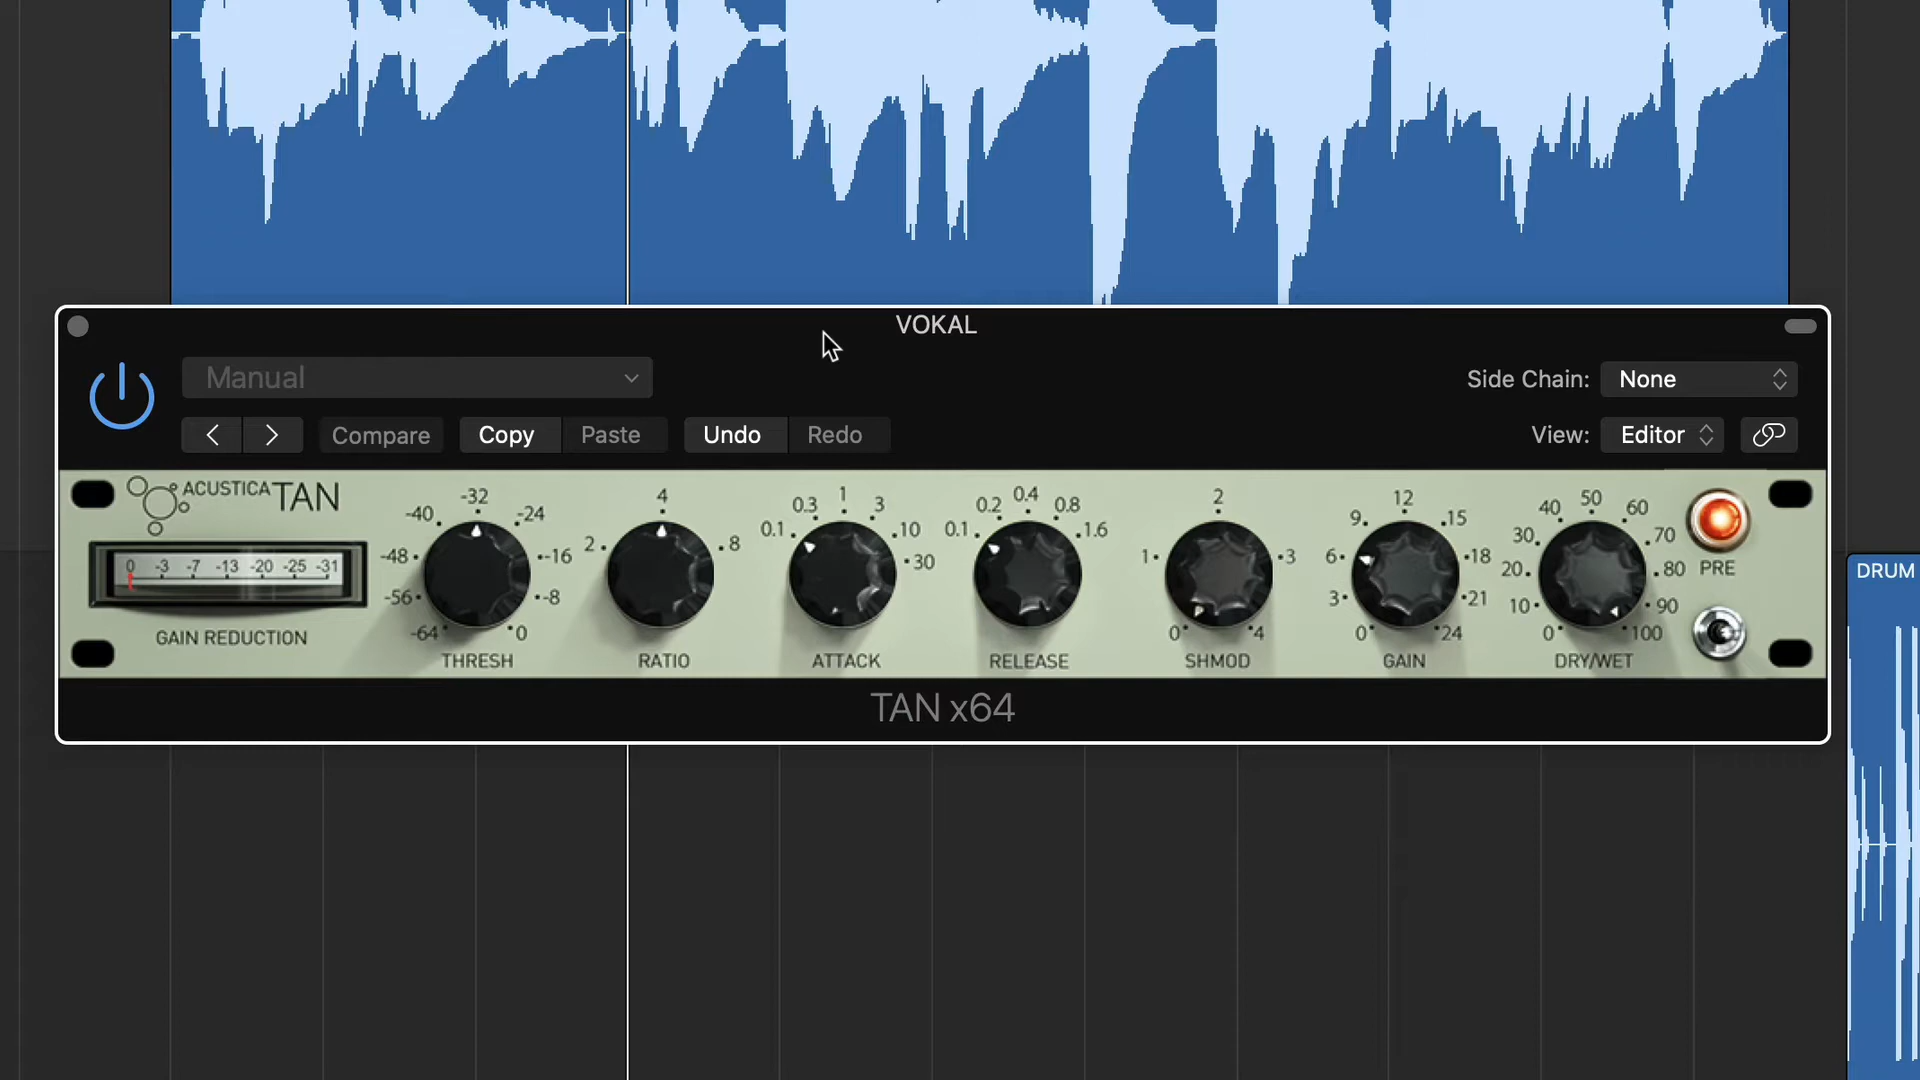 VOKAL
Manual
Side Chain: None
Compare Copy Paste Undo Redo
View: Editor
ACUSTICA TAN
0 -3 -7 -13 -20 -25 -31
GAIN REDUCTION
-64 -56 -48 -40 -32 -24 -16 -8 0
THRESH
2 4 8
RATIO
0.1 0.3 1 3 10 30
ATTACK
0.1 0.2 0.4 0.8 1.6
RELEASE
0 1 2 3 4
SHMOD
0 3 6 9 12 15 18 21 24
GAIN
0 10 20 30 40 50 60 70 80 90 100
DRY/WET
PRE
TAN x64
DRUM